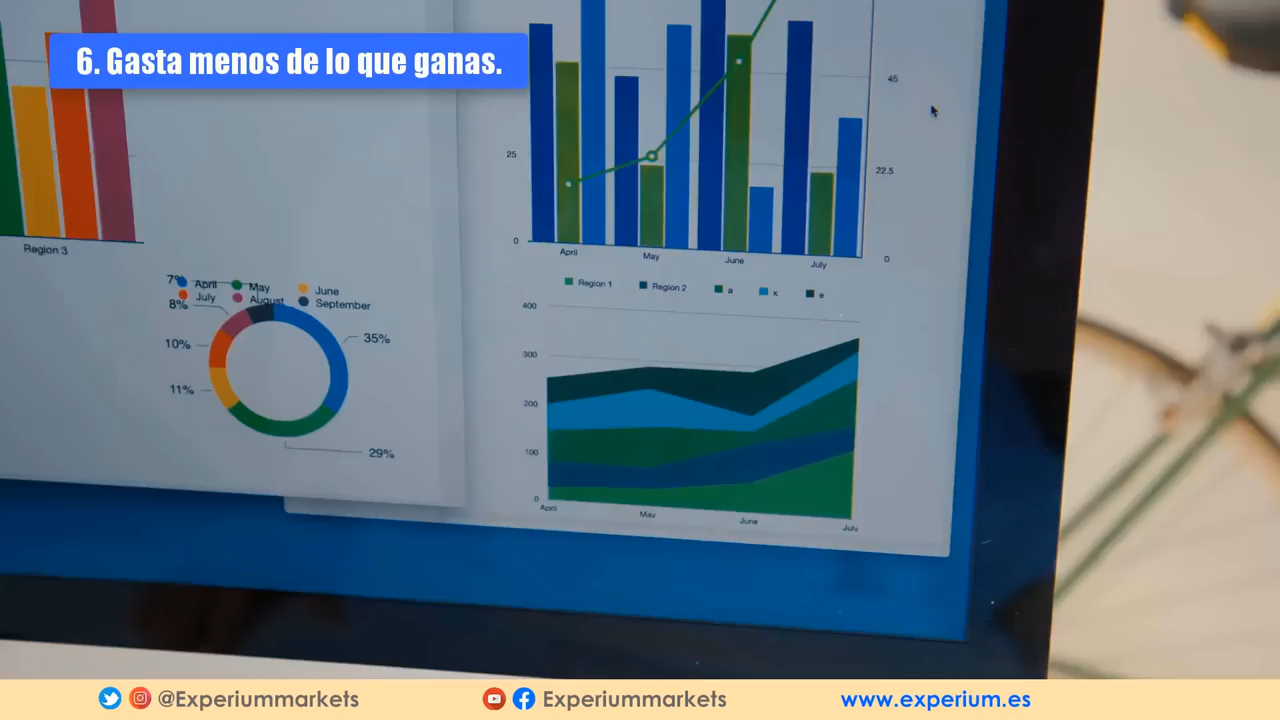 6. Gasta menos de lo que ganas.
45
25
22.5
0
0
April
May
June
July
Region 3
Region 1
Region 2
a
к
e
7%
April
May
June
July
August
September
8%
35%
10%
11%
29%
400
300
200
100
0
April
May
June
July
@Experiummarkets
Experiummarkets
www.experium.es